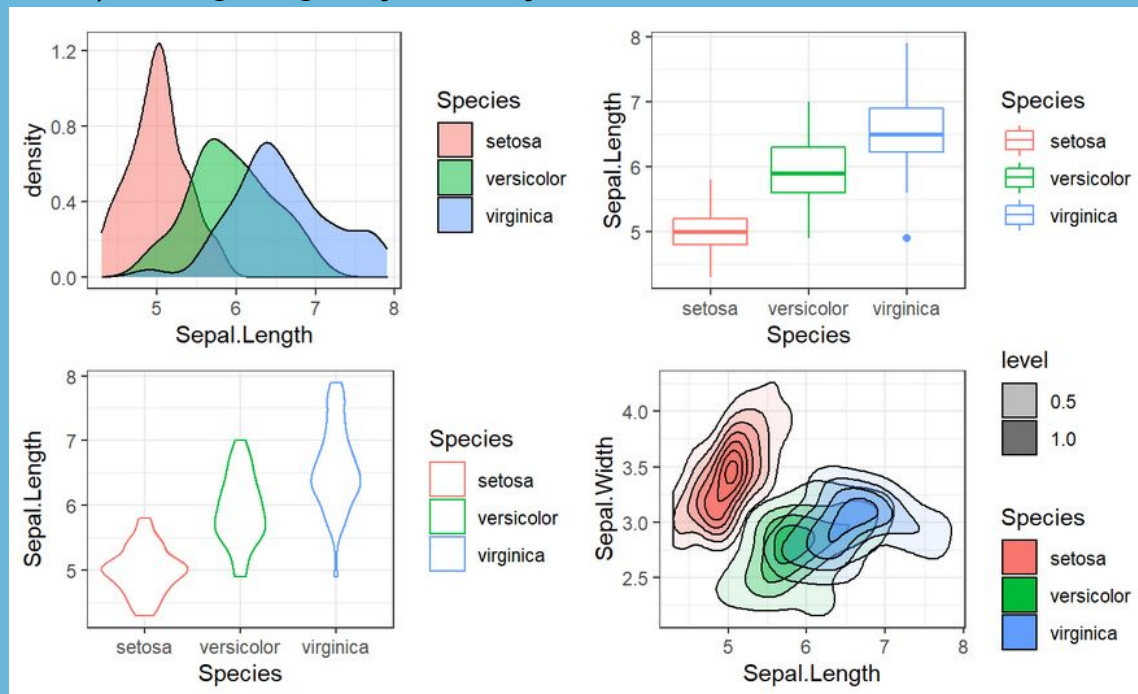 1.2
0.8
0.4
0.0
density
5 6 7 8
Sepal.Length
Species
setosa
versicolor
virginica
8
7
6
5
Sepal.Length
setosa versicolor virginica
Species
Species
setosa
versicolor
virginica
8
7
6
5
Sepal.Length
setosa versicolor virginica
Species
Species
setosa
versicolor
virginica
4.0
3.5
3.0
2.5
Sepal.Width
5 6 7 8
Sepal.Length
level
0.5
1.0
Species
setosa
versicolor
virginica